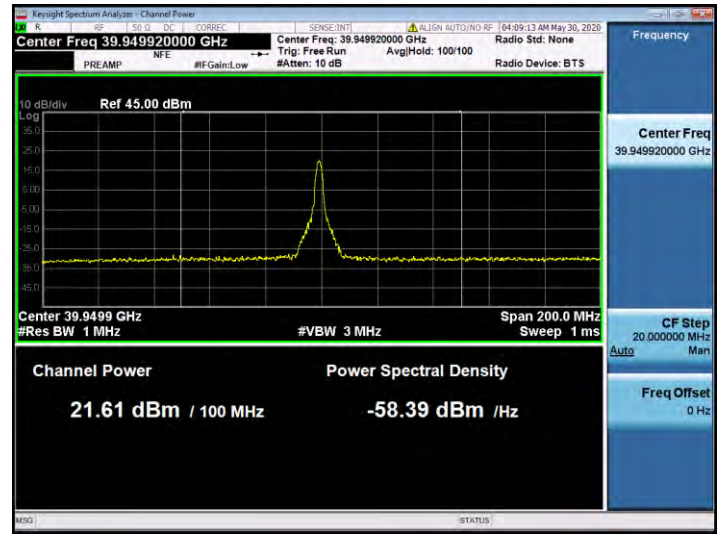 Keysight Spectrum Analyzer - Channel Power
R RF 50 Ω DC CORREC SENSE:INT ALIGN AUTO/NO RF 04:09:13 AM May 30, 2020
Center Freq 39.949920000 GHz Center Freq: 39.949920000 GHz Radio Std: None
NFE Trig: Free Run Avg|Hold: 100/100
PREAMP #IFGain:Low #Atten: 10 dB Radio Device: BTS
10 dB/div Ref 45.00 dBm
Log
35.0
25.0
15.0
5.00
-5.00
-15.0
-25.0
-35.0
-45.0
Center 39.9499 GHz Span 200.0 MHz
#Res BW 1 MHz #VBW 3 MHz Sweep 1 ms
Channel Power Power Spectral Density
21.61 dBm / 100 MHz -58.39 dBm /Hz
MSG STATUS
Frequency
Center Freq
39.949920000 GHz
CF Step
20.000000 MHz
Auto Man
Freq Offset
0 Hz